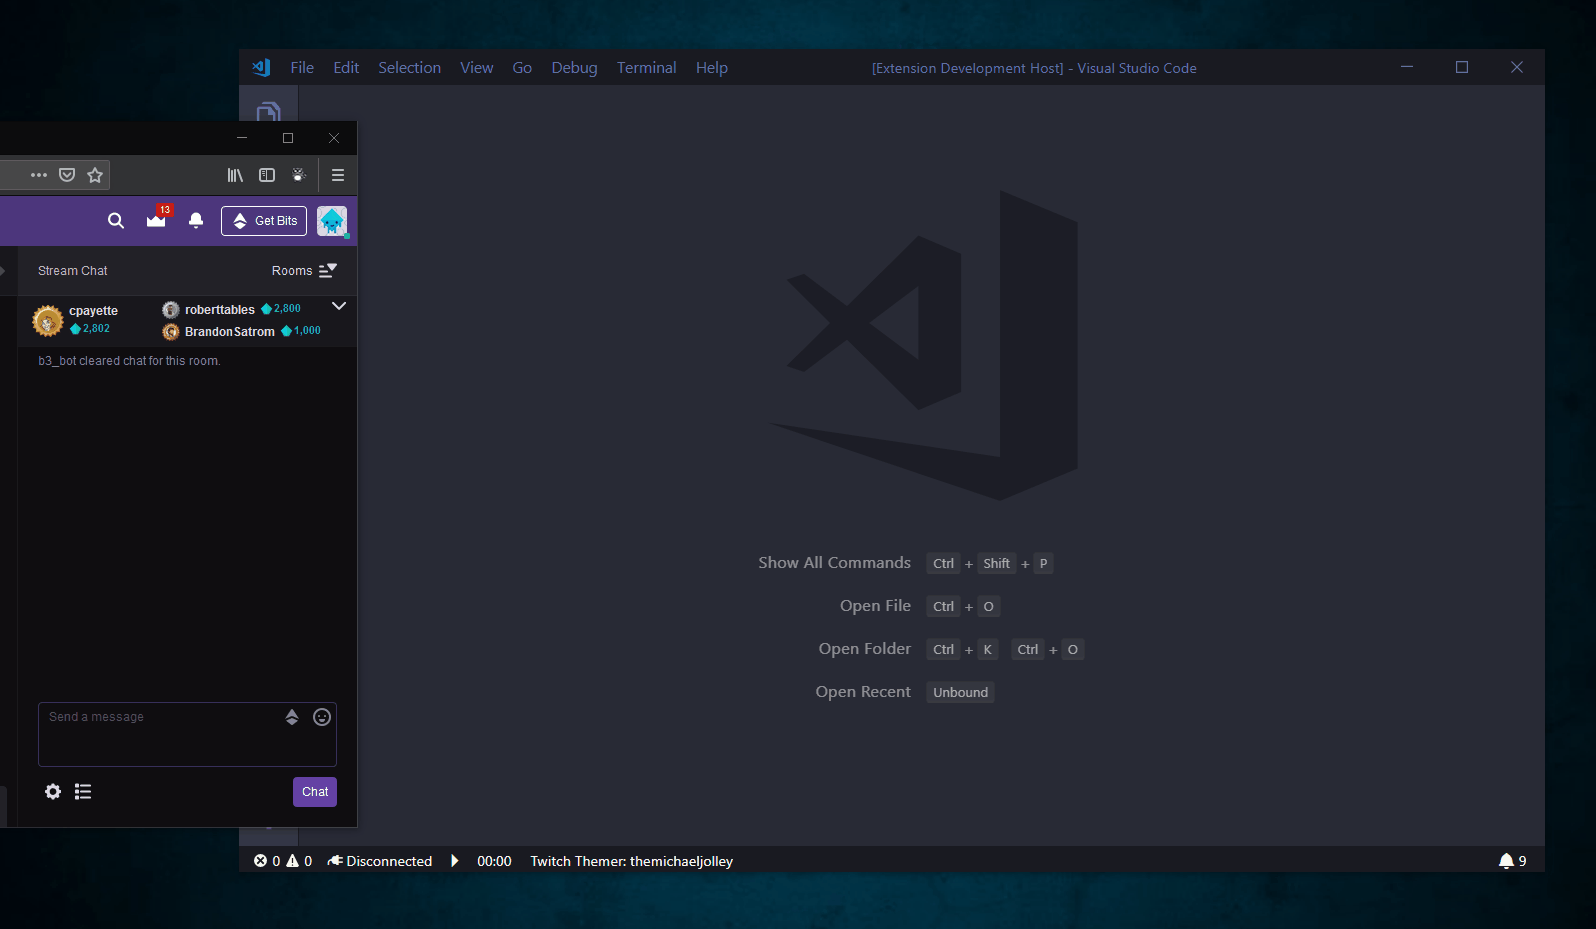 File Edit Selection View Go Debug Terminal Help
[Extension Development Host] - Visual Studio Code
13
Get Bits
Stream Chat
Rooms
cpayette
2,802
roberttables 2,800
BrandonSatrom 1,000
b3_bot cleared chat for this room.
Send a message
Chat
Show All Commands Ctrl + Shift + P
Open File Ctrl + O
Open Folder Ctrl + K Ctrl + O
Open Recent Unbound
0 0 Disconnected 00:00 Twitch Themer: themichaeljolley 9